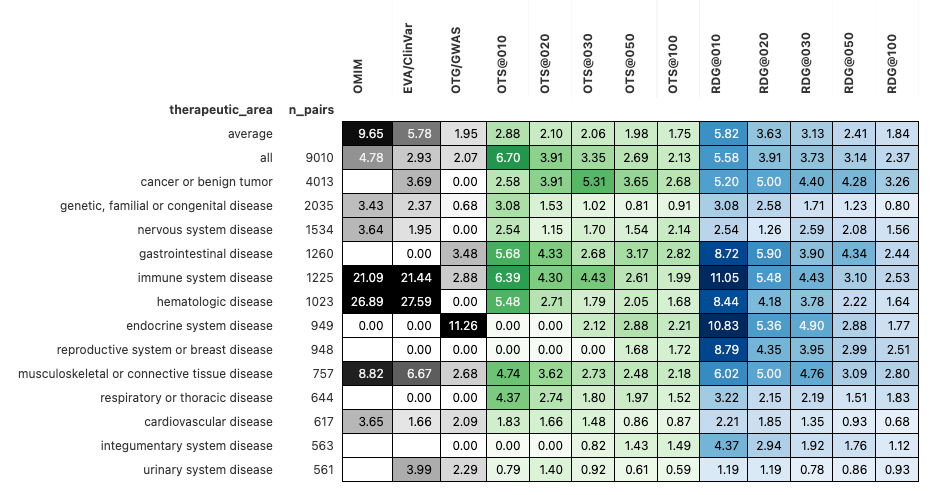 OMIM EVA/ClinVar OTG/GWAS OTS@010 OTS@020 OTS@030 OTS@050 OTS@100 RDG@010 RDG@020 RDG@030 RDG@050 RDG@100
therapeutic_area n_pairs
average 9.65 5.78 1.95 2.88 2.10 2.06 1.98 1.75 5.82 3.63 3.13 2.41 1.84
all 9010 4.78 2.93 2.07 6.70 3.91 3.35 2.69 2.13 5.58 3.91 3.73 3.14 2.37
cancer or benign tumor 4013 3.69 0.00 2.58 3.91 5.31 3.65 2.68 5.20 5.00 4.40 4.28 3.26
genetic, familial or congenital disease 2035 3.43 2.37 0.68 3.08 1.53 1.02 0.81 0.91 3.08 2.58 1.71 1.23 0.80
nervous system disease 1534 3.64 1.95 0.00 2.54 1.15 1.70 1.54 2.14 2.54 1.26 2.59 2.08 1.56
gastrointestinal disease 1260 0.00 3.48 5.68 4.33 2.68 3.17 2.82 8.72 5.90 3.90 4.34 2.44
immune system disease 1225 21.09 21.44 2.88 6.39 4.30 4.43 2.61 1.99 11.05 5.48 4.43 3.10 2.53
hematologic disease 1023 26.89 27.59 0.00 5.48 2.71 1.79 2.05 1.68 8.44 4.18 3.78 2.22 1.64
endocrine system disease 949 0.00 0.00 11.26 0.00 0.00 2.12 2.88 2.21 10.83 5.36 4.90 2.88 1.77
reproductive system or breast disease 948 0.00 0.00 0.00 0.00 0.00 1.68 1.72 8.79 4.35 3.95 2.99 2.51
musculoskeletal or connective tissue disease 757 8.82 6.67 2.68 4.74 3.62 2.73 2.48 2.18 6.02 5.00 4.76 3.09 2.80
respiratory or thoracic disease 644 0.00 0.00 4.37 2.74 1.80 1.97 1.52 3.22 2.15 2.19 1.51 1.83
cardiovascular disease 617 3.65 1.66 2.09 1.83 1.66 1.48 0.86 0.87 2.21 1.85 1.35 0.93 0.68
integumentary system disease 563 0.00 0.00 0.00 0.82 1.43 1.49 4.37 2.94 1.92 1.76 1.12
urinary system disease 561 3.99 2.29 0.79 1.40 0.92 0.61 0.59 1.19 1.19 0.78 0.86 0.93